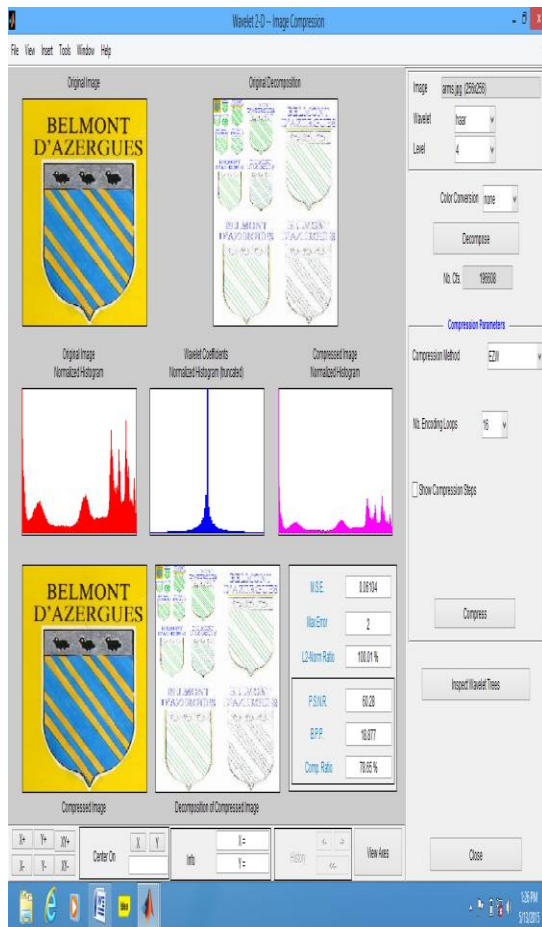 Wavelet 2-D -- Image Compression
File View Insert Tools Window Help
Original Image
Original Decomposition
BELMONT
D'AZERGUES
Image arms.jpg (256x256)
Wavelet haar
Level 4
Color Conversion none
Decompose
Nb. Cfs. 196608
Compression Parameters
Compression Method EZW
Nb. Encoding Loops 16
Show Compression Steps
Compress
Inspect Wavelet Trees
Close
Original Image
Normalized Histogram
Wavelet Coefficients
Normalized Histogram (truncated)
Compressed Image
Normalized Histogram
BELMONT
D'AZERGUES
M.S.E. 0.06104
Max Error 2
L2-Norm Ratio 100.01 %
P.S.N.R. 60.28
B.P.P. 18.877
Comp. Ratio 78.65 %
Compressed Image
Decomposition of Compressed Image
X+ Y+ XY+
X- Y- XY-
Center On X Y
Info X =
Y =
History <- ->
<<-
View Axes
1:26 PM
5/13/2015